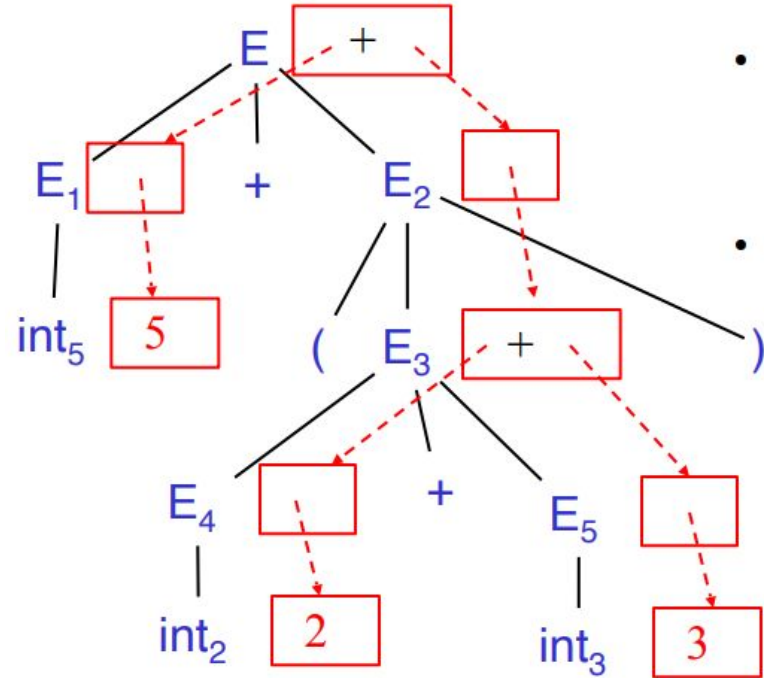 E +
•
E₁ + E₂
•
int₅ 5 ( E₃ + )
E₄ + E₅
int₂ 2 int₃ 3